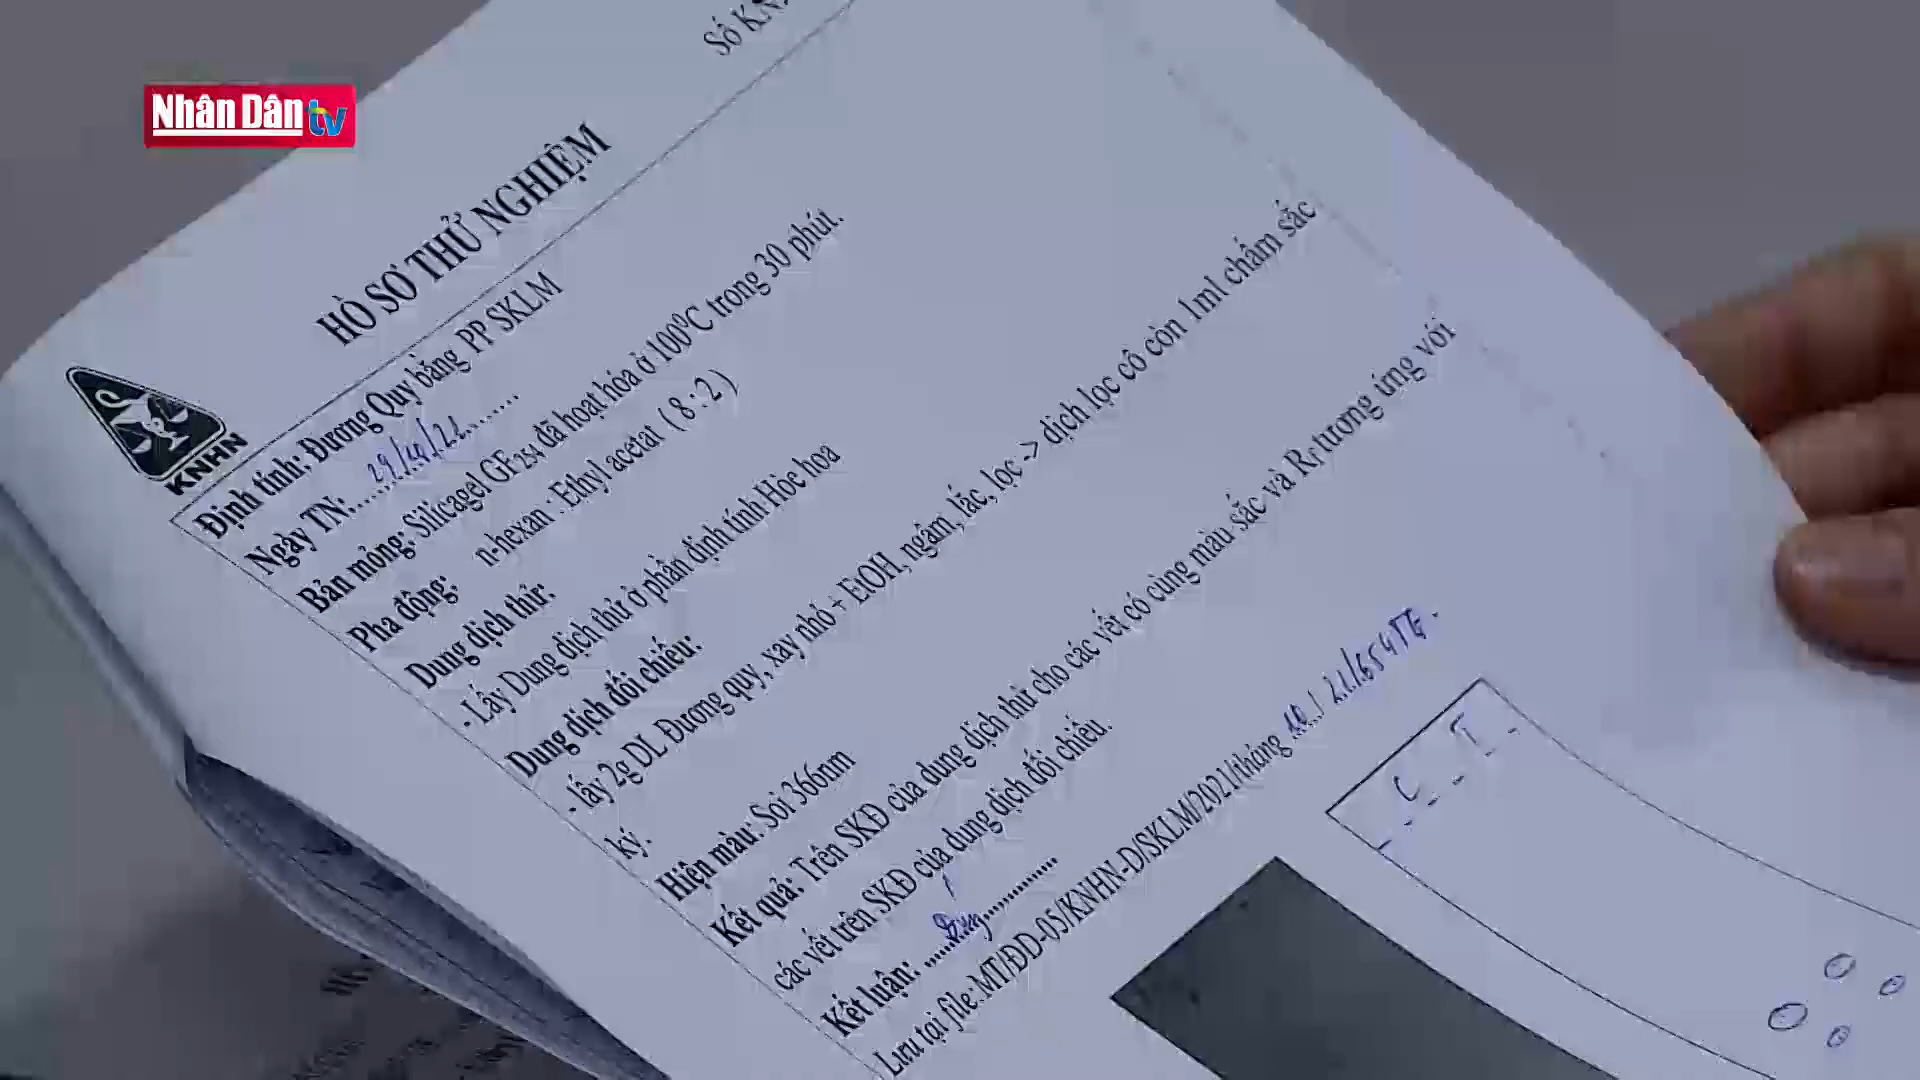 Nhân Dân tv
Số KN
HỒ SƠ THỬ NGHIỆM
KNHN
Định tính: Đương Quy bằng PP SKLM
Ngày TN:
Bản mỏng: Silicagel GF254 đã hoạt hóa ở 100⁰C trong 30 phút.
Pha động: n-hexan : Ethyl acetat (8:2)
Dung dịch thử:
- Lấy Dung dịch thử ở phần định tính Hòe hoa
Dung dịch đối chiếu:
- lấy 2g DL Đương quy, xay nhỏ + EtOH, ngâm, lắc, lọc -> dịch lọc cô còn 1ml chấm sắc
ký.
Hiện màu: Soi 366nm
Kết quả: Trên SKĐ của dung dịch thử cho các vết có cùng màu sắc và Rf tương ứng với
các vết trên SKĐ của dung dịch đối chiếu.
Kết luận: Đúng
Lưu tại file: MT/ĐD-05/KNHN-D/SKLM/2021/tháng
C T